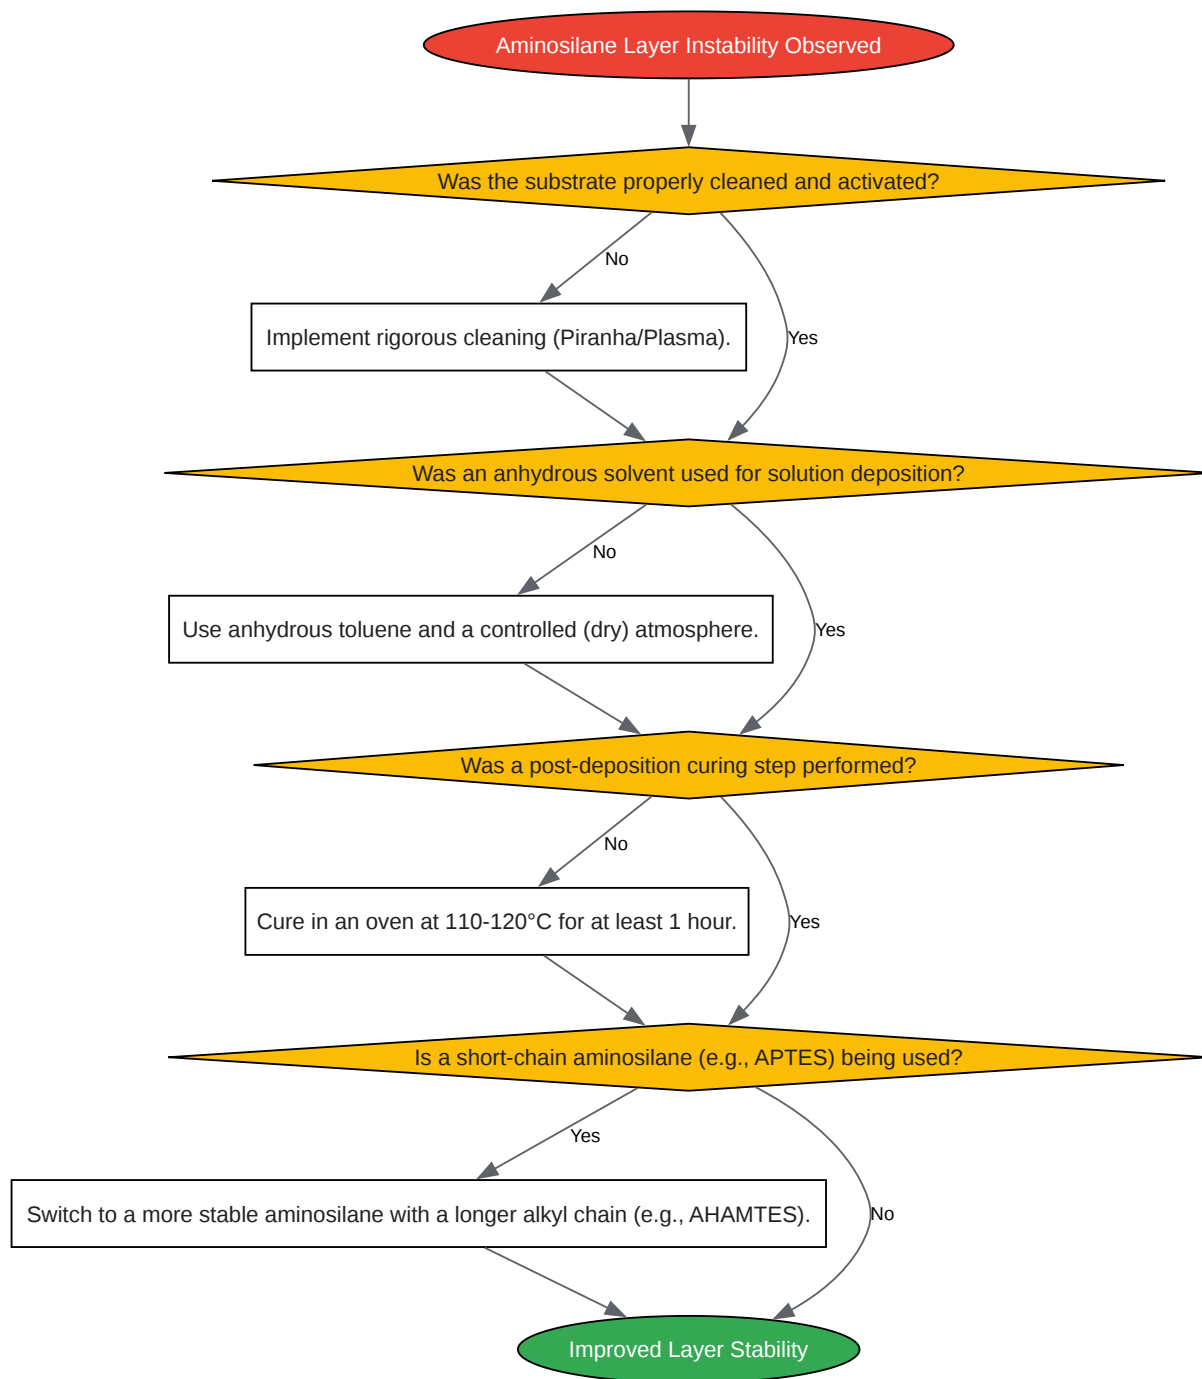 Aminosilane Layer Instability Observed
Was the substrate properly cleaned and activated?
No
Implement rigorous cleaning (Piranha/Plasma).
Yes
Was an anhydrous solvent used for solution deposition?
No
Use anhydrous toluene and a controlled (dry) atmosphere.
Yes
Was a post-deposition curing step performed?
No
Cure in an oven at 110-120°C for at least 1 hour.
Yes
Is a short-chain aminosilane (e.g., APTES) being used?
Yes
Switch to a more stable aminosilane with a longer alkyl chain (e.g., AHAMTES).
No
Improved Layer Stability